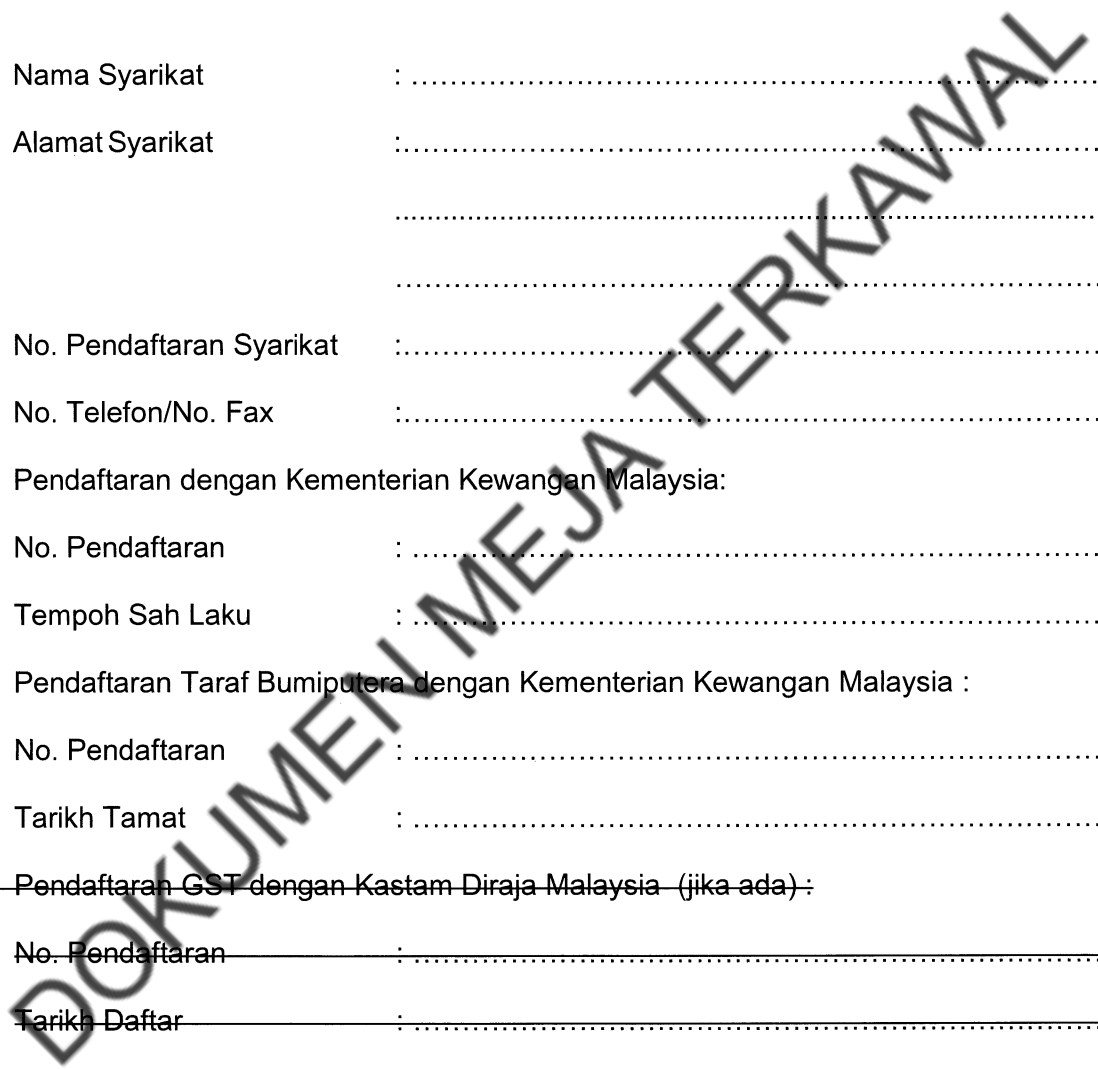 Nama Syarikat : ..............................................................
Alamat Syarikat :..............................................................
..............................................................
..............................................................
No. Pendaftaran Syarikat :..............................................................
No. Telefon/No. Fax :..............................................................
Pendaftaran dengan Kementerian Kewangan Malaysia:
No. Pendaftaran : ..............................................................
Tempoh Sah Laku : ..............................................................
Pendaftaran Taraf Bumiputera dengan Kementerian Kewangan Malaysia :
No. Pendaftaran : ..............................................................
Tarikh Tamat : ..............................................................
Pendaftaran GST dengan Kastam Diraja Malaysia (jika ada) :
No. Pendaftaran : ..............................................................
Tarikh Daftar : ..............................................................
DOKUMEN MEJA TERKAWAL